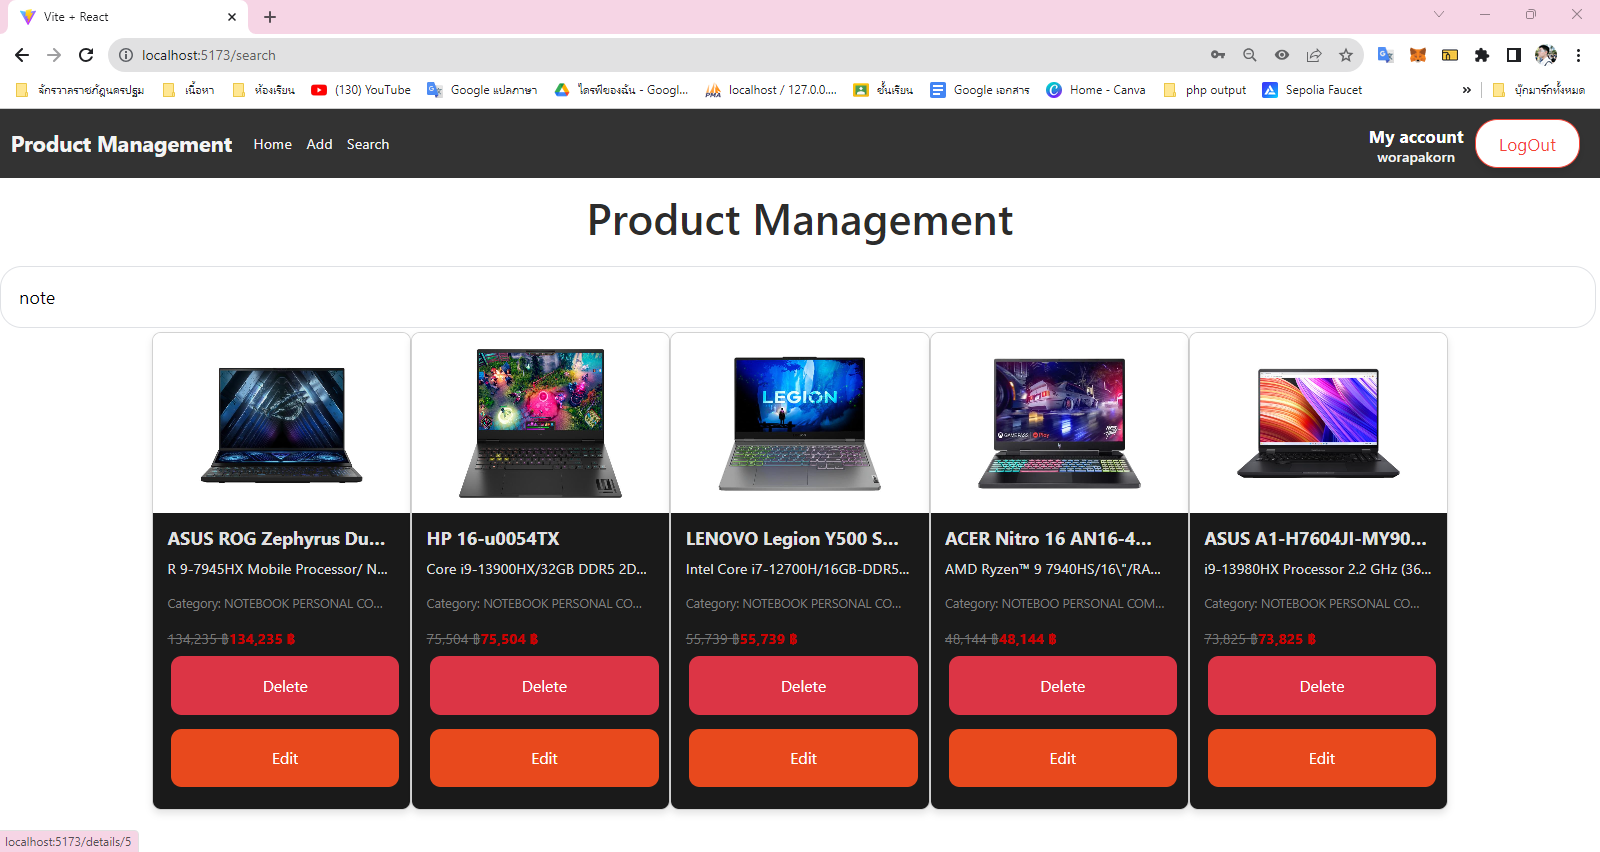 Vite + React
localhost:5173/search
จักรวาลราชภัฏนครปฐม เนื้อหา ห้องเรียน (130) YouTube Google แปลภาษา ไดรฟ์ของฉัน - Googl... localhost / 127.0.0.... ชั้นเรียน Google เอกสาร Home - Canva php output Sepolia Faucet » บุ๊กมาร์กทั้งหมด
Product Management Home Add Search
My account
worapakorn
LogOut
Product Management
note
LEGION
ASUS ROG Zephyrus Du...
R 9-7945HX Mobile Processor/ N...
Category: NOTEBOOK PERSONAL CO...
134,235 ฿134,235 ฿
Delete
Edit
HP 16-u0054TX
Core i9-13900HX/32GB DDR5 2D...
Category: NOTEBOOK PERSONAL CO...
75,504 ฿75,504 ฿
Delete
Edit
LENOVO Legion Y500 S...
Intel Core i7-12700H/16GB-DDR5...
Category: NOTEBOOK PERSONAL CO...
55,739 ฿55,739 ฿
Delete
Edit
ACER Nitro 16 AN16-4...
AMD Ryzen™ 9 7940HS/16\"/RA...
Category: NOTEBOO PERSONAL COM...
48,144 ฿48,144 ฿
Delete
Edit
ASUS A1-H7604JI-MY90...
i9-13980HX Processor 2.2 GHz (36...
Category: NOTEBOOK PERSONAL CO...
73,825 ฿73,825 ฿
Delete
Edit
localhost:5173/details/5